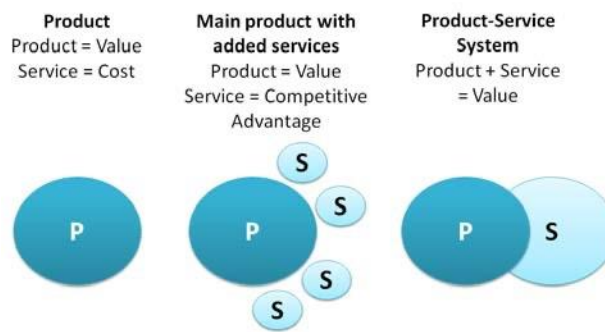 Product
Product = Value
Service = Cost
Main product with
added services
Product = Value
Service = Competitive
Advantage
Product-Service
System
Product + Service
= Value
P
P
S
S
S
S
P
S